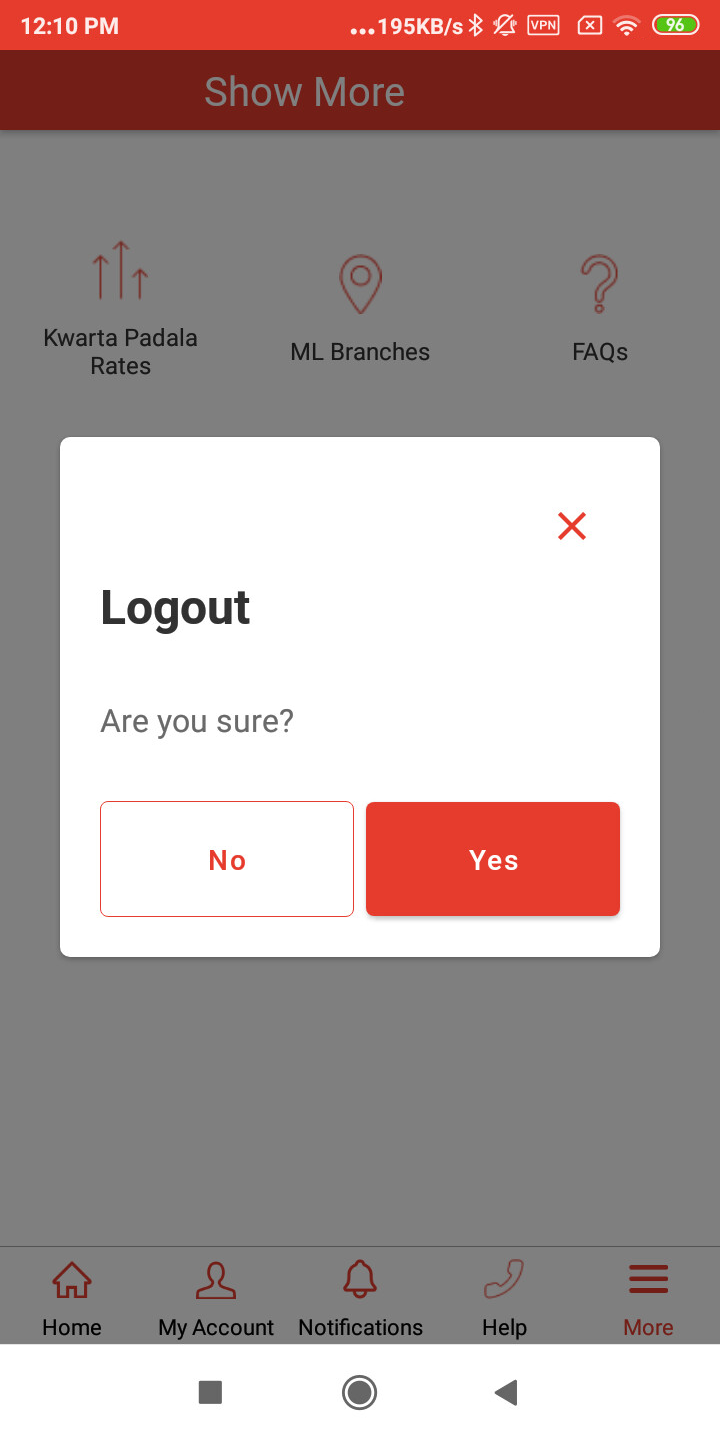 12:10 PM
...195KB/s VPN 96
Show More
Kwarta Padala
Rates
ML Branches
FAQs
Logout
Are you sure?
No Yes
Home My Account Notifications Help More